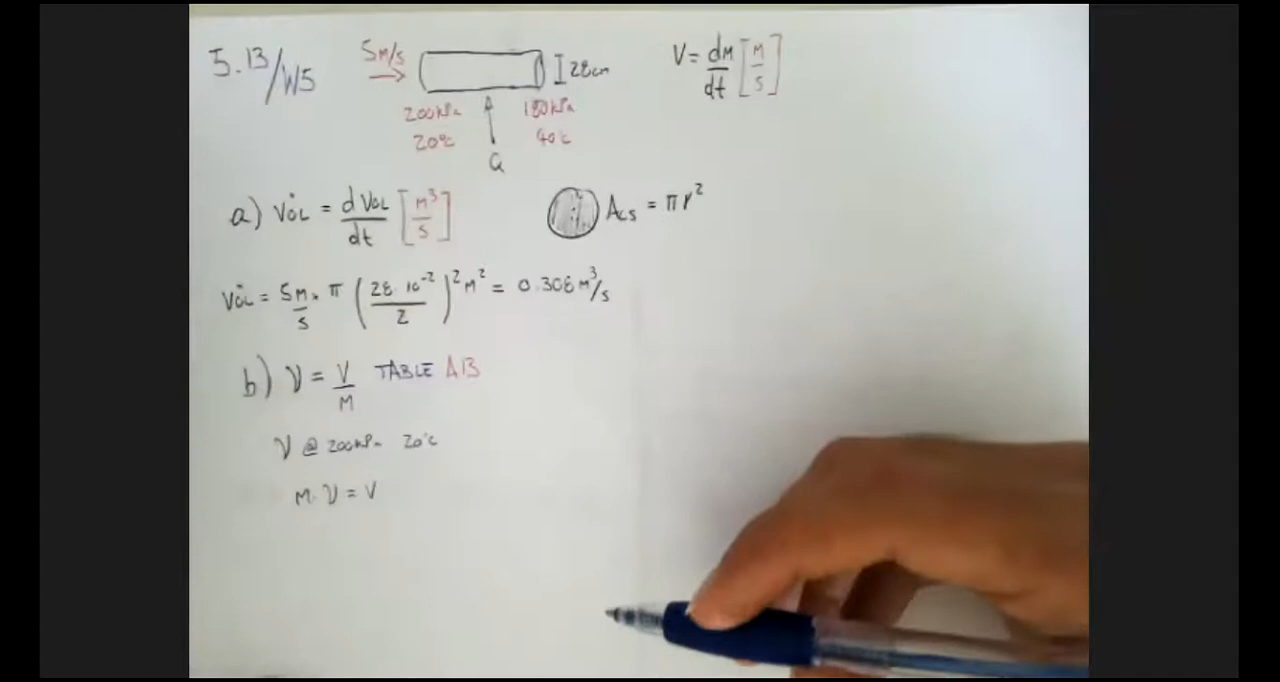 5.13/W5
5M/S
28cm
V = dM/dt [M/S]
200kPa
180kPa
20°C
40°C
Q
a) V̇OL = dVOL/dt [M³/S]
Acs = πr²
V̇OL = 5M/S × π (28·10⁻²/2)² M² = 0.308 M³/S
b) ν = V/M TABLE A13
ν @ 200kPa 20°C
M·ν = V